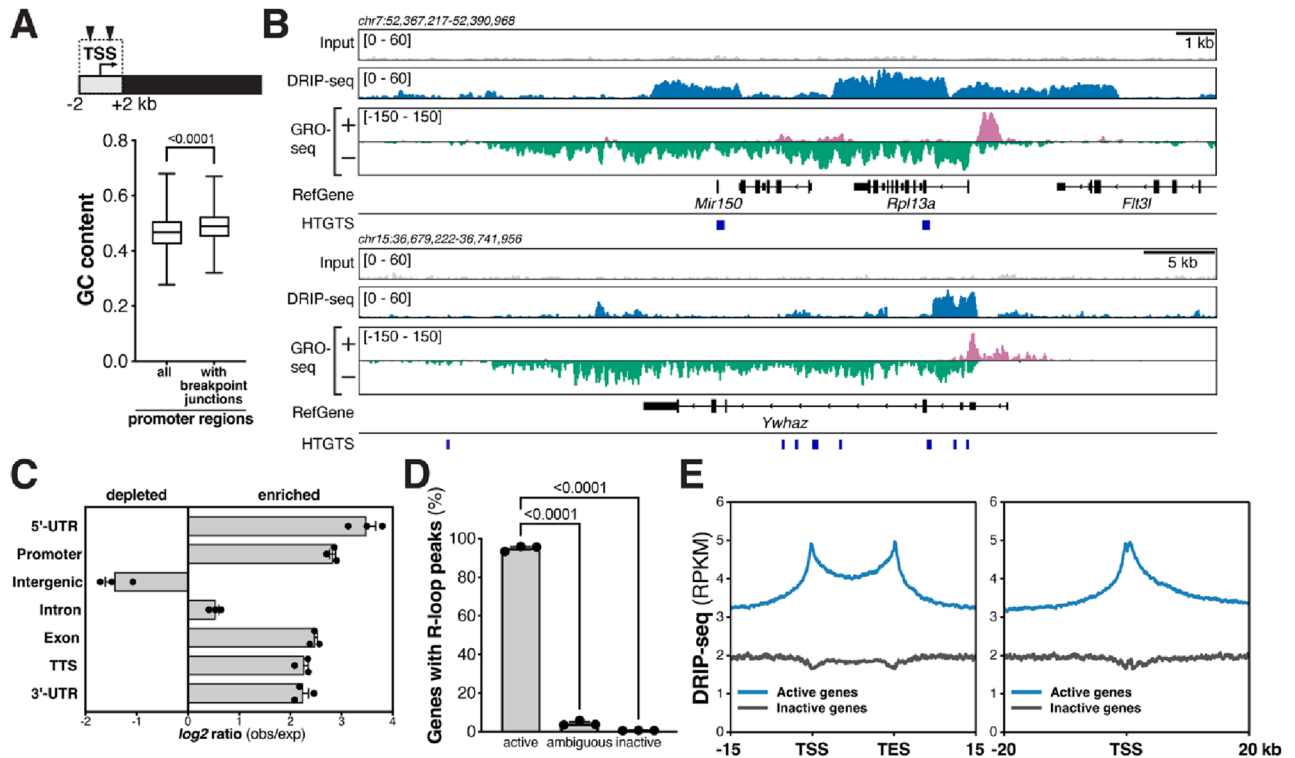 A
TSS
-2
+2 kb
GC content
0.8
0.6
0.4
0.2
0.0
<0.0001
all
with
breakpoint
junctions
promoter regions
B
chr7:52,367,217-52,390,968
Input
[0 - 60]
1 kb
DRIP-seq
[0 - 60]
GRO-
seq
+
−
[-150 - 150]
RefGene
Mir150
Rpl13a
Flt3l
HTGTS
chr15:36,679,222-36,741,956
Input
[0 - 60]
5 kb
DRIP-seq
[0 - 60]
GRO-
seq
+
−
[-150 - 150]
RefGene
Ywhaz
HTGTS
C
depleted
enriched
5'-UTR
Promoter
Intergenic
Intron
Exon
TTS
3'-UTR
-2 -1 0 1 2 3 4
log2 ratio (obs/exp)
D
Genes with R-loop peaks (%)
<0.0001
<0.0001
100
80
60
40
20
0
active ambiguous inactive
E
DRIP-seq (RPKM)
6
5
4
3
2
1
0
Active genes
Inactive genes
-15 TSS TES 15
6
5
4
3
2
1
0
Active genes
Inactive genes
-20 TSS 20 kb